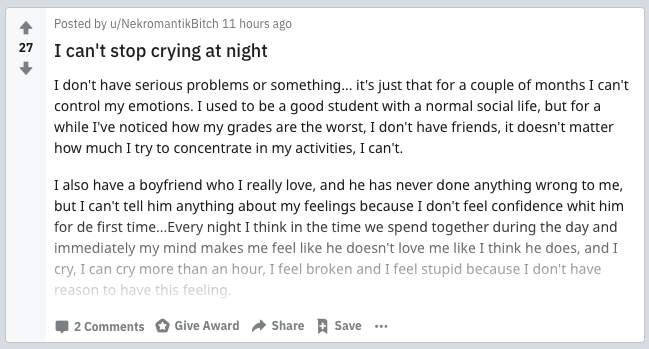 Posted by u/NekromantikBitch 11 hours ago
27
I can't stop crying at night
I don't have serious problems or something... it's just that for a couple of months I can't
control my emotions. I used to be a good student with a normal social life, but for a
while I've noticed how my grades are the worst, I don't have friends, it doesn't matter
how much I try to concentrate in my activities, I can't.
I also have a boyfriend who I really love, and he has never done anything wrong to me,
but I can't tell him anything about my feelings because I don't feel confidence whit him
for de first time...Every night I think in the time we spend together during the day and
immediately my mind makes me feel like he doesn't love me like I think he does, and I
cry, I can cry more than an hour, I feel broken and I feel stupid because I don't have
reason to have this feeling.
2 Comments Give Award Share Save ...